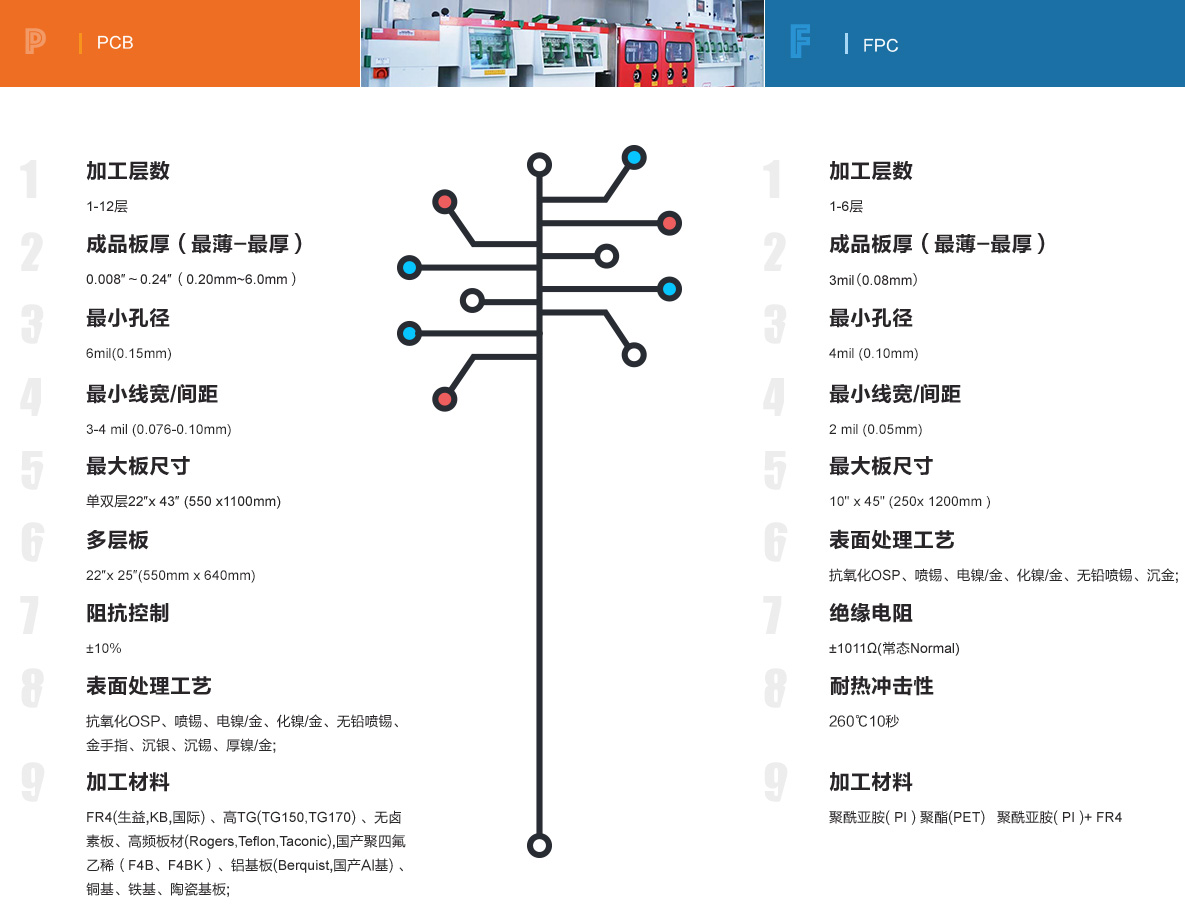 P
PCB
F
FPC
1
加工层数
1-12层
2
成品板厚（最薄–最厚）
0.008″～0.24″（0.20mm~6.0mm）
3
最小孔径
6mil(0.15mm)
4
最小线宽/间距
3-4 mil (0.076-0.10mm)
5
最大板尺寸
单双层22″x 43″ (550 x1100mm)
6
多层板
22″x 25″(550mm x 640mm)
7
阻抗控制
±10%
8
表面处理工艺
抗氧化OSP、喷锡、电镍/金、化镍/金、无铅喷锡、
金手指、沉银、沉锡、厚镍/金;
9
加工材料
FR4(生益,KB,国际) 、高TG(TG150,TG170) 、无卤
素板、高频板材(Rogers,Teflon,Taconic),国产聚四氟
乙稀（F4B、F4BK）、铝基板(Berquist,国产AI基) 、
铜基、铁基、陶瓷基板;
1
加工层数
1-6层
2
成品板厚（最薄–最厚）
3mil(0.08mm)
3
最小孔径
4mil (0.10mm)
4
最小线宽/间距
2 mil (0.05mm)
5
最大板尺寸
10" x 45" (250x 1200mm )
6
表面处理工艺
抗氧化OSP、喷锡、电镍/金、化镍/金、无铅喷锡、沉金;
7
绝缘电阻
±1011Ω(常态Normal)
8
耐热冲击性
260℃10秒
9
加工材料
聚酰亚胺( PI ) 聚酯(PET) 聚酰亚胺( PI )+ FR4